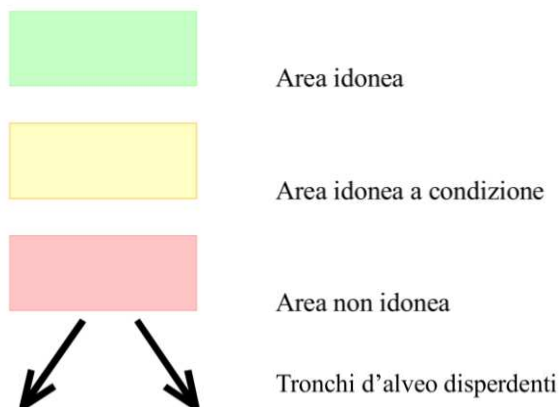 Area idonea
Area idonea a condizione
Area non idonea
Tronchi d'alveo disperdenti